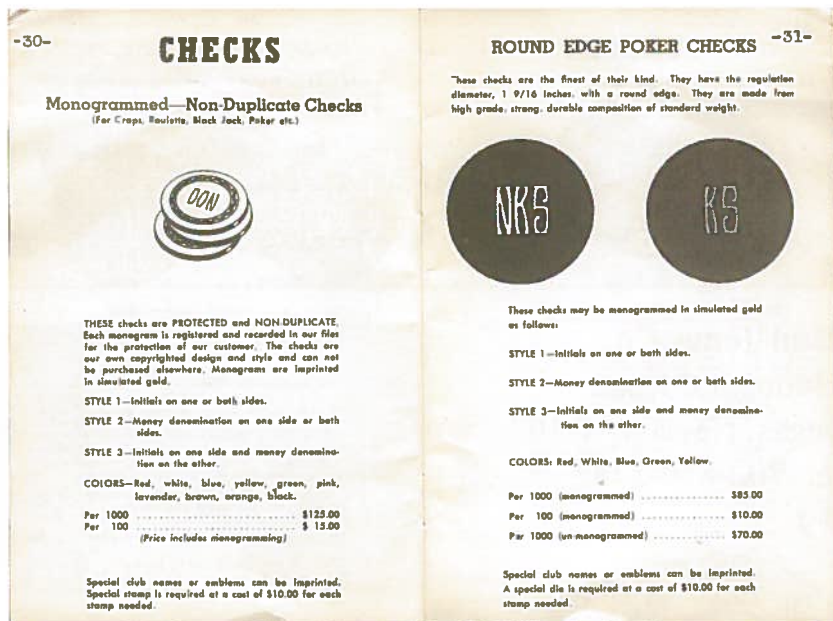 -30-
CHECKS
Monogrammed—Non-Duplicate Checks
(For Craps, Roulette, Black Jack, Poker etc.)
DON
THESE checks are PROTECTED and NON-DUPLICATE.
Each monogram is registered and recorded in our files
for the protection of our customer. The checks are
our own copyrighted design and style and can not
be purchased elsewhere. Monograms are imprinted
in simulated gold.
STYLE 1—Initials on one or both sides.
STYLE 2—Money denomination on one side or both
sides.
STYLE 3—Initials on one side and money denomina-
tion on the other.
COLORS—Red, white, blue, yellow, green, pink,
lavender, brown, orange, black.
Per 1000 ........................ $125.00
Per 100 ........................ $ 15.00
(Price includes monogramming)
Special club names or emblems can be imprinted.
Special stamp is required at a cost of $10.00 for each
stamp needed.
-31-
ROUND EDGE POKER CHECKS
These checks are the finest of their kind. They have the regulation
diameter, 1 9/16 inches, with a round edge. They are made from
high grade, strong, durable composition of standard weight.
NKS
KS
These checks may be monogrammed in simulated gold
as follows:
STYLE 1—Initials on one or both sides.
STYLE 2—Money denomination on one or both sides.
STYLE 3—Initials on one side and money denomina-
tion on the other.
COLORS: Red, White, Blue, Green, Yellow.
Per 1000 (monogrammed) ............... $85.00
Per 100 (monogrammed) ............... $10.00
Per 1000 (un-monogrammed) ............... $70.00
Special club names or emblems can be imprinted.
A special die is required at a cost of $10.00 for each
stamp needed.